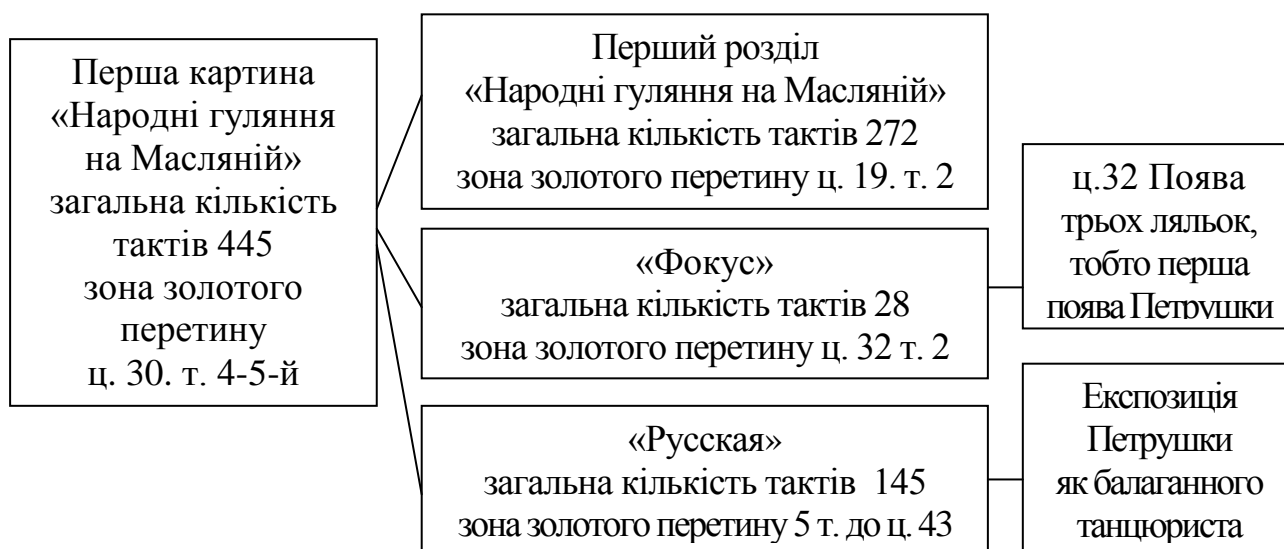 Перша картина
«Народні гуляння
на Масляній»
загальна кількість
тактів 445
зона золотого
перетину
ц. 30. т. 4-5-й
Перший розділ
«Народні гуляння на Масляній»
загальна кількість тактів 272
зона золотого перетину ц. 19. т. 2
«Фокус»
загальна кількість тактів 28
зона золотого перетину ц. 32 т. 2
ц.32 Поява
трьох ляльок,
тобто перша
поява Петрушки
«Русская»
загальна кількість тактів 145
зона золотого перетину 5 т. до ц. 43
Експозиція
Петрушки
як балаганного
танцюриста